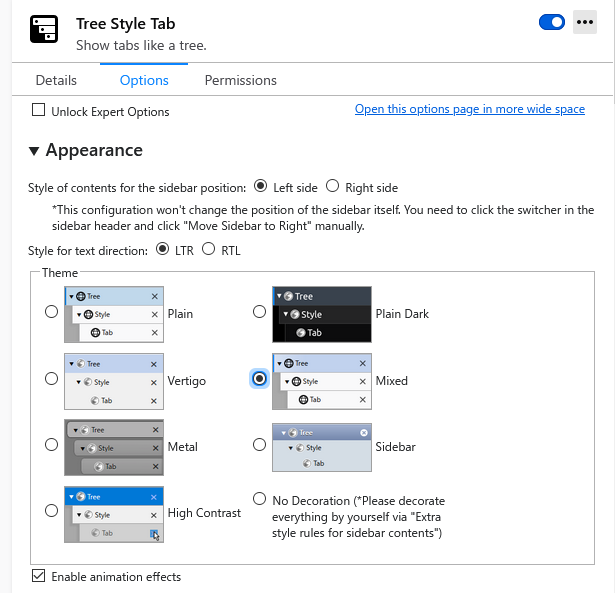 Tree Style Tab
Show tabs like a tree.
Details Options Permissions
Unlock Expert Options Open this options page in more wide space
Appearance
Style of contents for the sidebar position: Left side Right side
*This configuration won't change the position of the sidebar itself. You need to click the switcher in the
sidebar header and click "Move Sidebar to Right" manually.
Style for text direction: LTR RTL
Theme
Tree
Style
Tab
Plain
Tree
Style
Tab
Plain Dark
Tree
Style
Tab
Vertigo
Tree
Style
Tab
Mixed
Tree
Style
Tab
Metal
Tree
Style
Tab
Sidebar
Tree
Style
Tab
High Contrast
No Decoration (*Please decorate
everything by yourself via "Extra
style rules for sidebar contents")
Enable animation effects